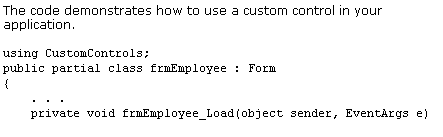 The code demonstrates how to use a custom control in your
application.
using CustomControls;
public partial class frmEmployee : Form
{
. . .
private void frmEmployee_Load(object sender, EventArgs e)